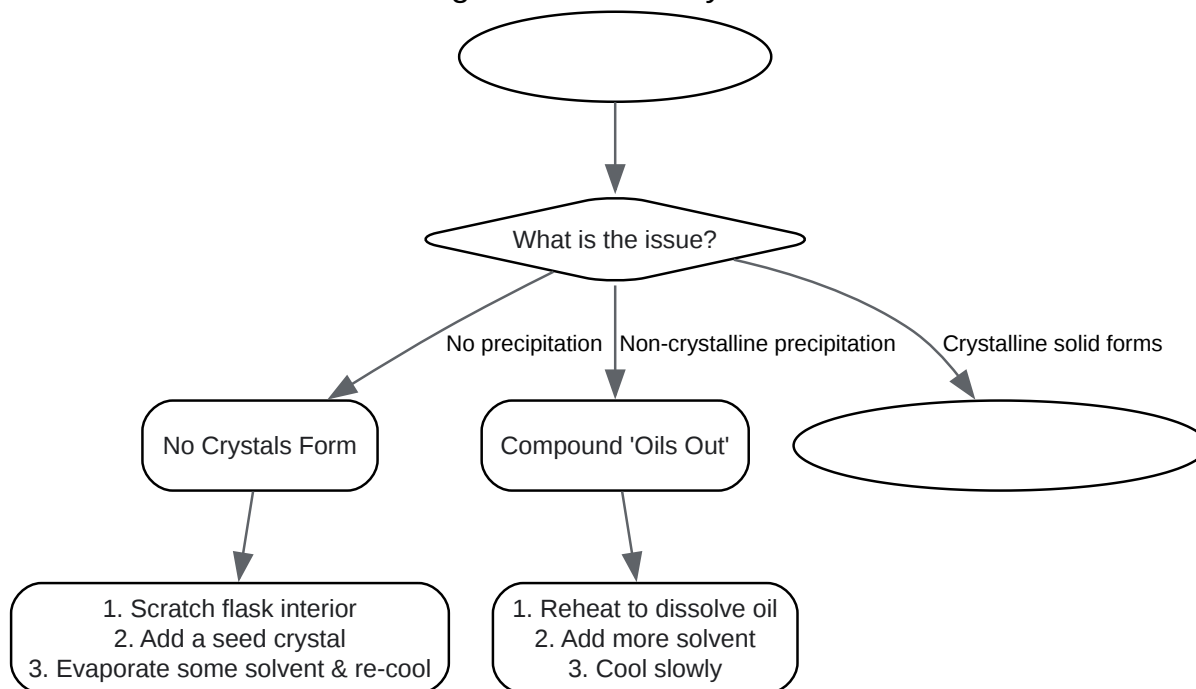 What is the issue?
No precipitation
Non-crystalline precipitation
Crystalline solid forms
No Crystals Form
Compound 'Oils Out'
1. Scratch flask interior
2. Add a seed crystal
3. Evaporate some solvent & re-cool
1. Reheat to dissolve oil
2. Add more solvent
3. Cool slowly